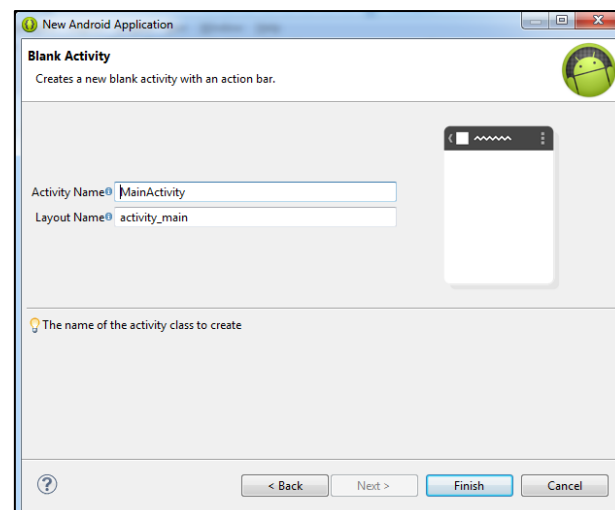 New Android Application
Blank Activity
Creates a new blank activity with an action bar.
Activity Name MainActivity
Layout Name activity_main
The name of the activity class to create
< Back Next > Finish Cancel